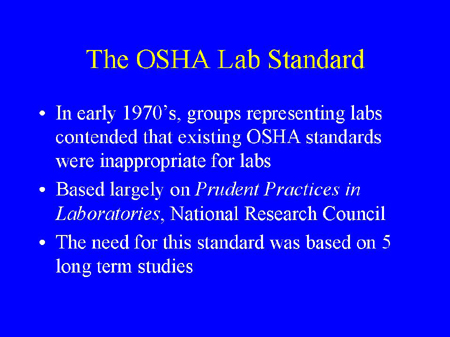 The OSHA Lab Standard
• In early 1970's, groups representing labs
contended that existing OSHA standards
were inappropriate for labs
• Based largely on Prudent Practices in
Laboratories, National Research Council
• The need for this standard was based on 5
long term studies